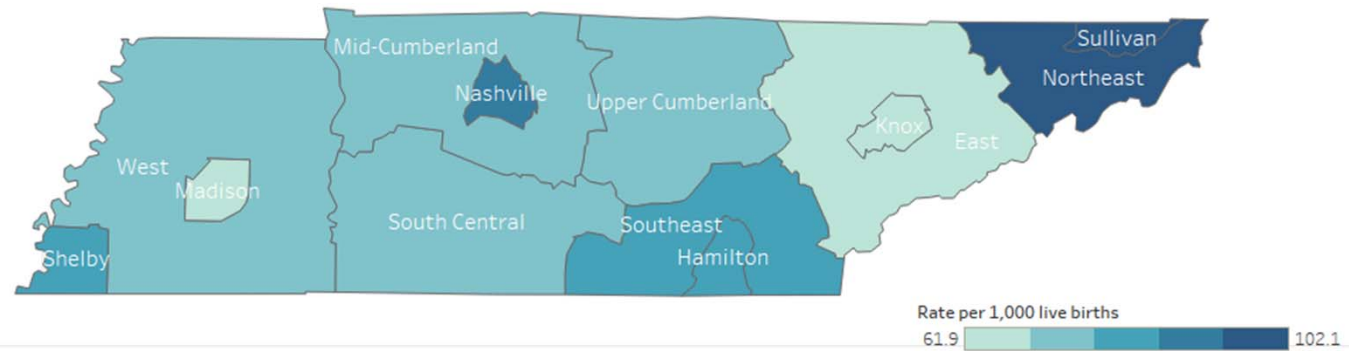 Sullivan
Mid-Cumberland
Northeast
Nashville
Upper Cumberland
Knox
East
West
Madison
South Central
Southeast
Hamilton
Shelby
Rate per 1,000 live births
61.9 102.1